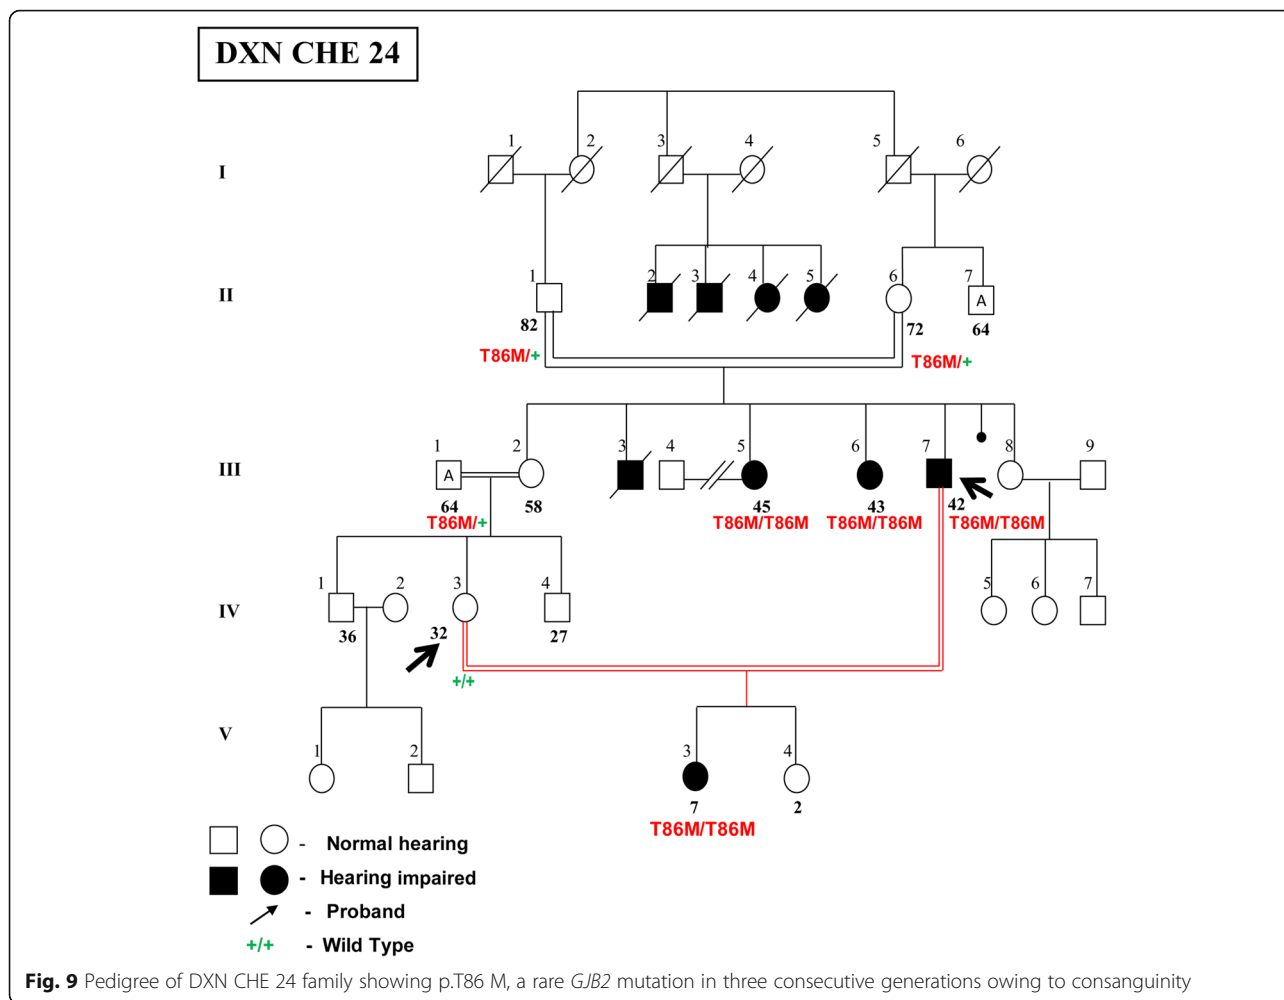 DXN CHE 24
1 2 3 4 5 6
I
1 2 3 4 5 6 7
II
A
82 72 64
T86M/+ T86M/+
1 2 3 4 5 6 7 8 9
III
A
64 58 45 43 42
T86M/+ T86M/T86M T86M/T86M T86M/T86M
1 2 3 4 5 6 7
IV
36 32 27
+/+
V
1 2 3 4
7 2
T86M/T86M
- Normal hearing
- Hearing impaired
- Proband
+/+ - Wild Type
Fig. 9 Pedigree of DXN CHE 24 family showing p.T86 M, a rare GJB2 mutation in three consecutive generations owing to consanguinity